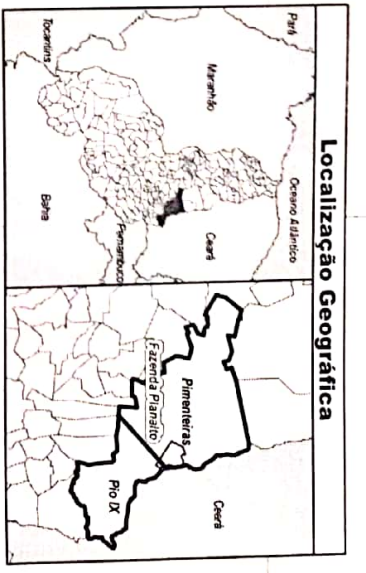 Localização Geográfica
Oceano Atlântico
Pará
Maranhão
Ceará
Tocantins
Pernambuco
Bahia
Ceará
Pimenteiras
Fazenda Planalto
Pio IX